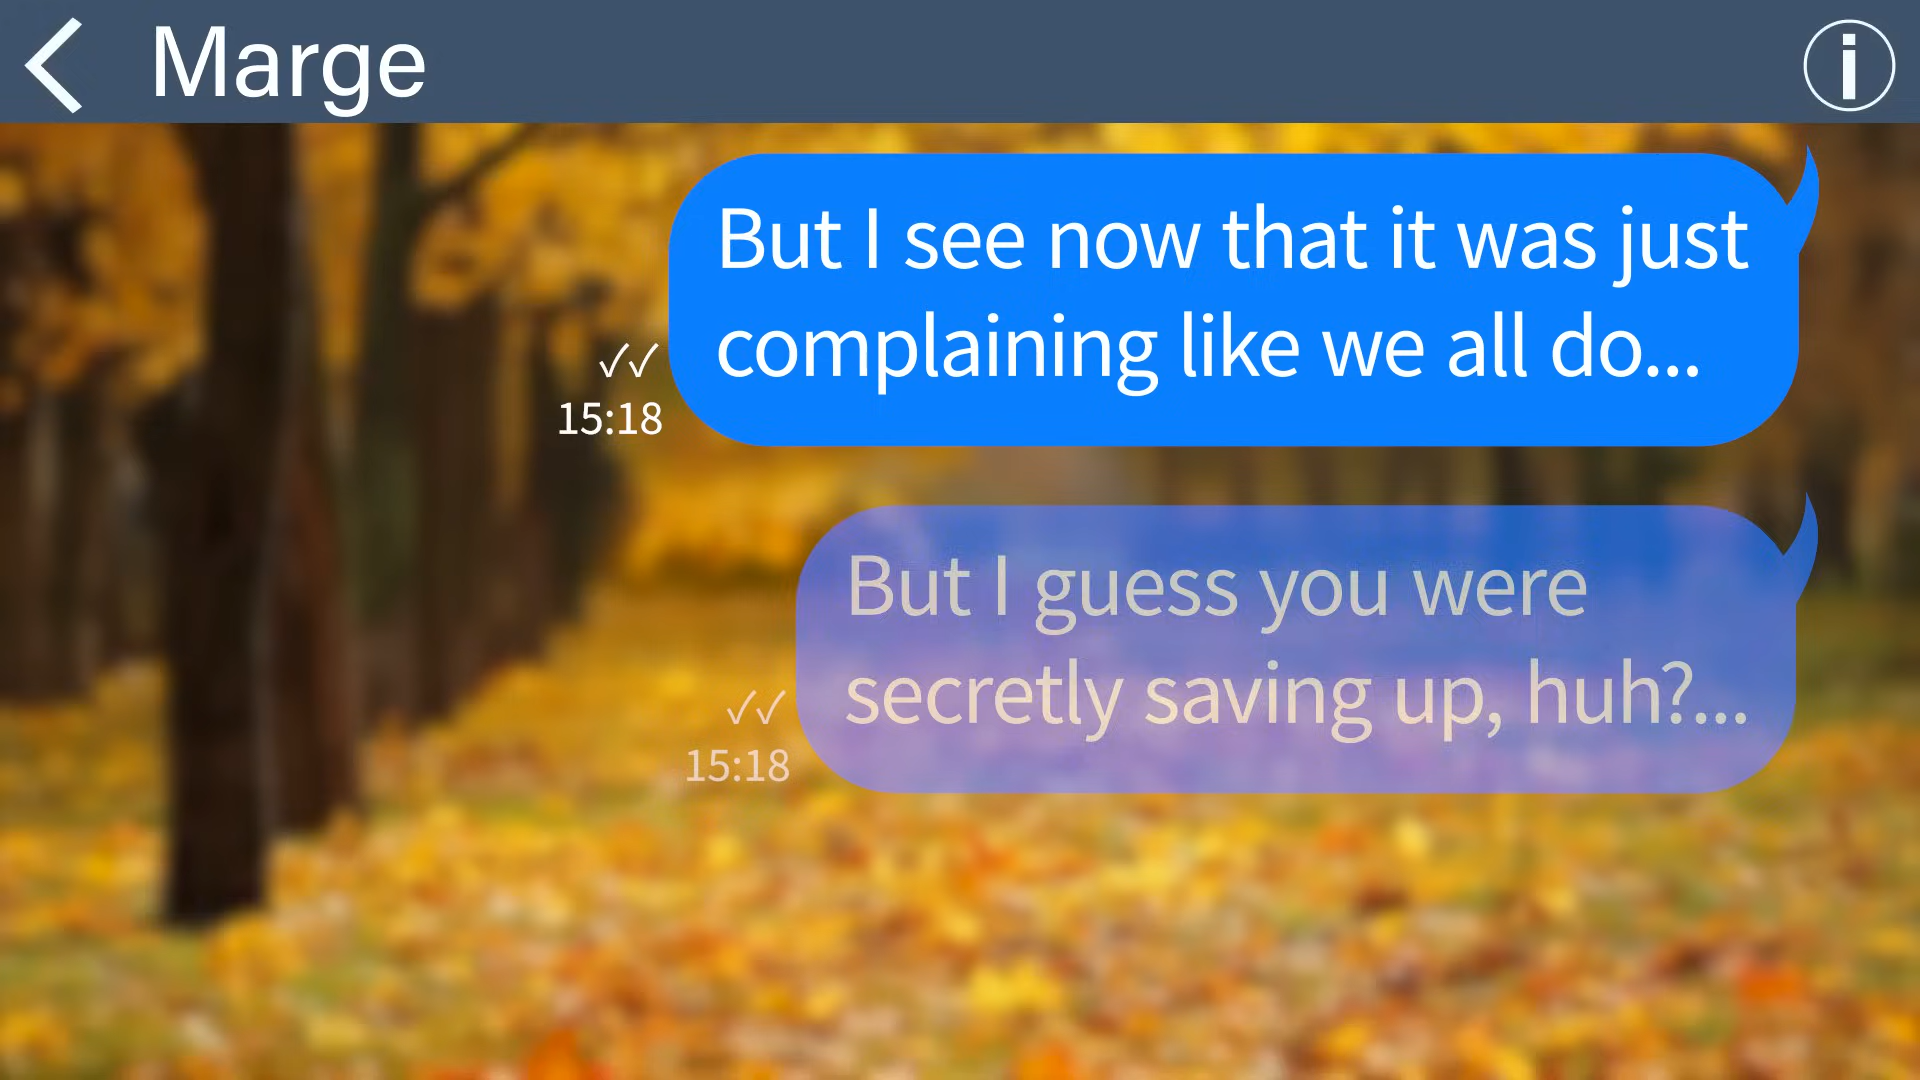 Marge
But I see now that it was just
complaining like we all do...
✓✓
15:18
But I guess you were
secretly saving up, huh?...
✓✓
15:18